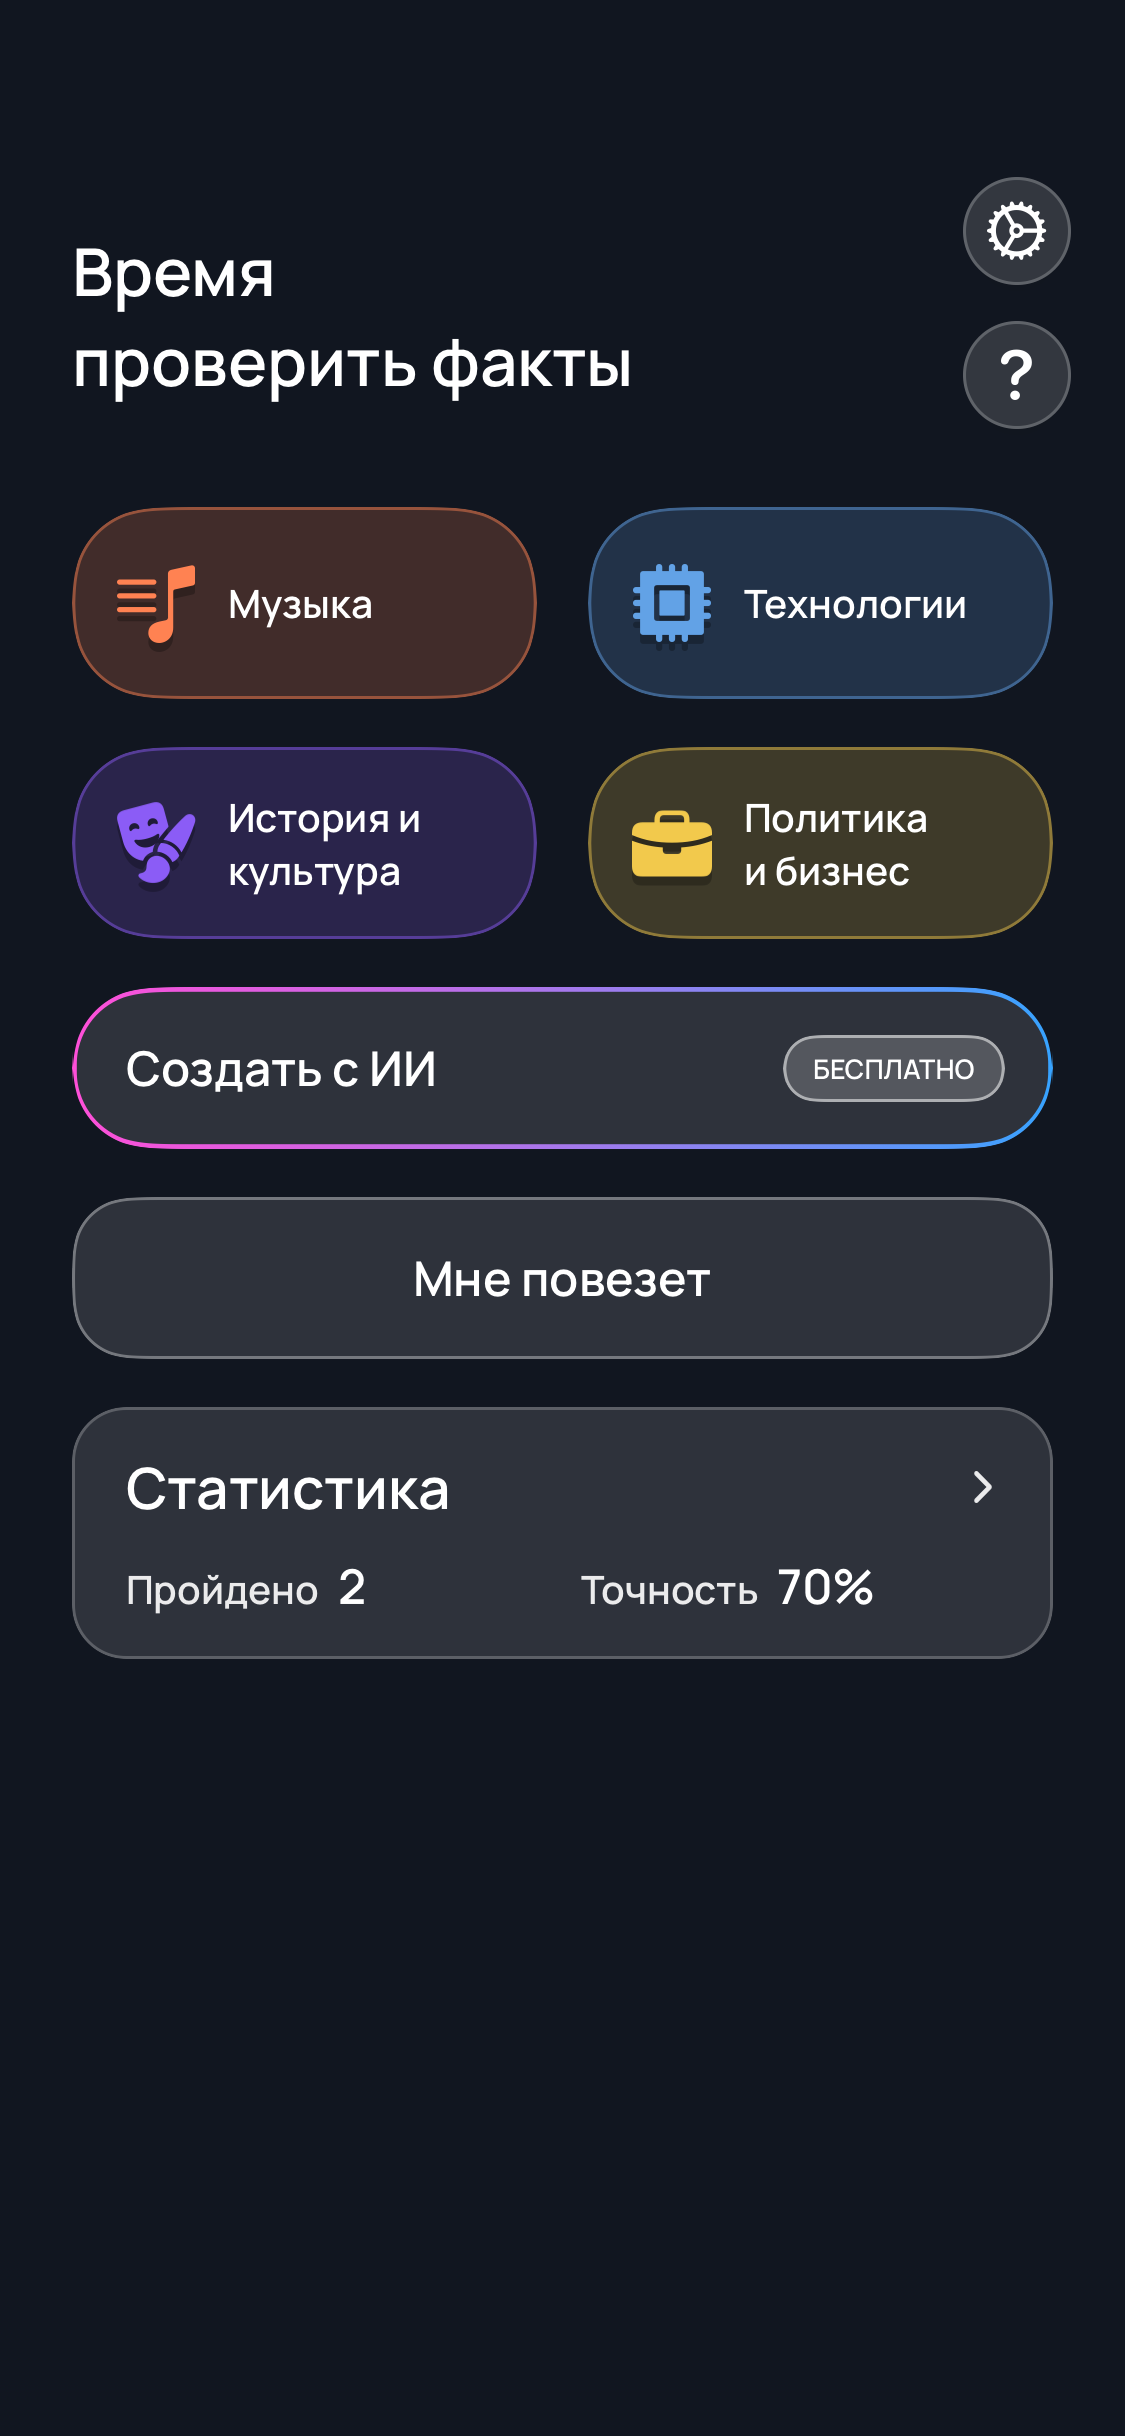 Время
проверить факты
?
Музыка
Технологии
История и
культура
Политика
и бизнес
Создать с ИИ
БЕСПЛАТНО
Мне повезет
Статистика
Пройдено 2
Точность 70%